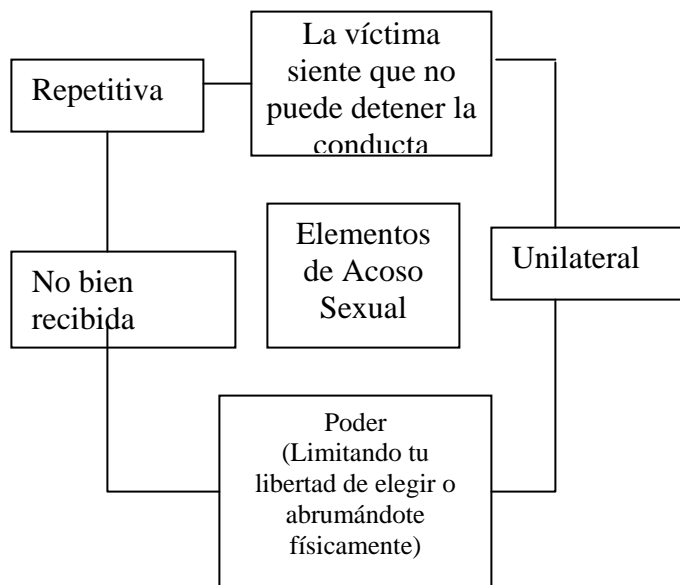 La víctima
siente que no
puede detener la
conducta
Repetitiva
Elementos
de Acoso
Sexual
Unilateral
No bien
recibida
Poder
(Limitando tu
libertad de elegir o
abrumándote
físicamente)